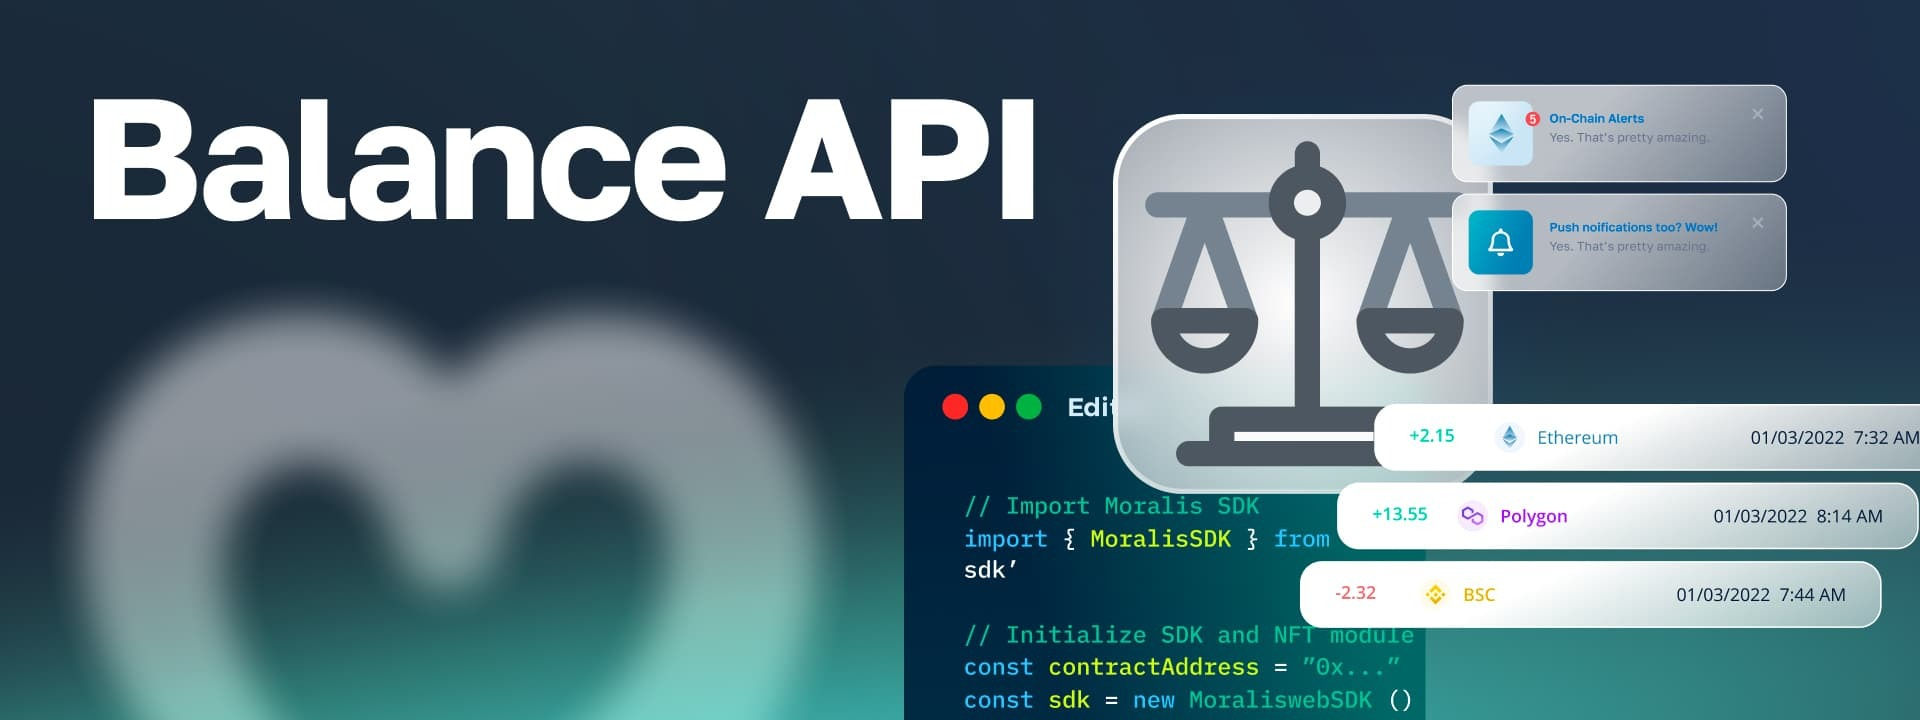 Balance API
5
On-Chain Alerts
Yes. That's pretty amazing.
Push noifications too? Wow!
Yes. That's pretty amazing.
+2.15 Ethereum 01/03/2022 7:32 AM
+13.55 Polygon 01/03/2022 8:14 AM
-2.32 BSC 01/03/2022 7:44 AM
// Import Moralis SDK
import { MoralisSDK } from
sdk’
// Initialize SDK and NFT module
const contractAddress = ”0x...”
const sdk = new MoraliswebSDK ()